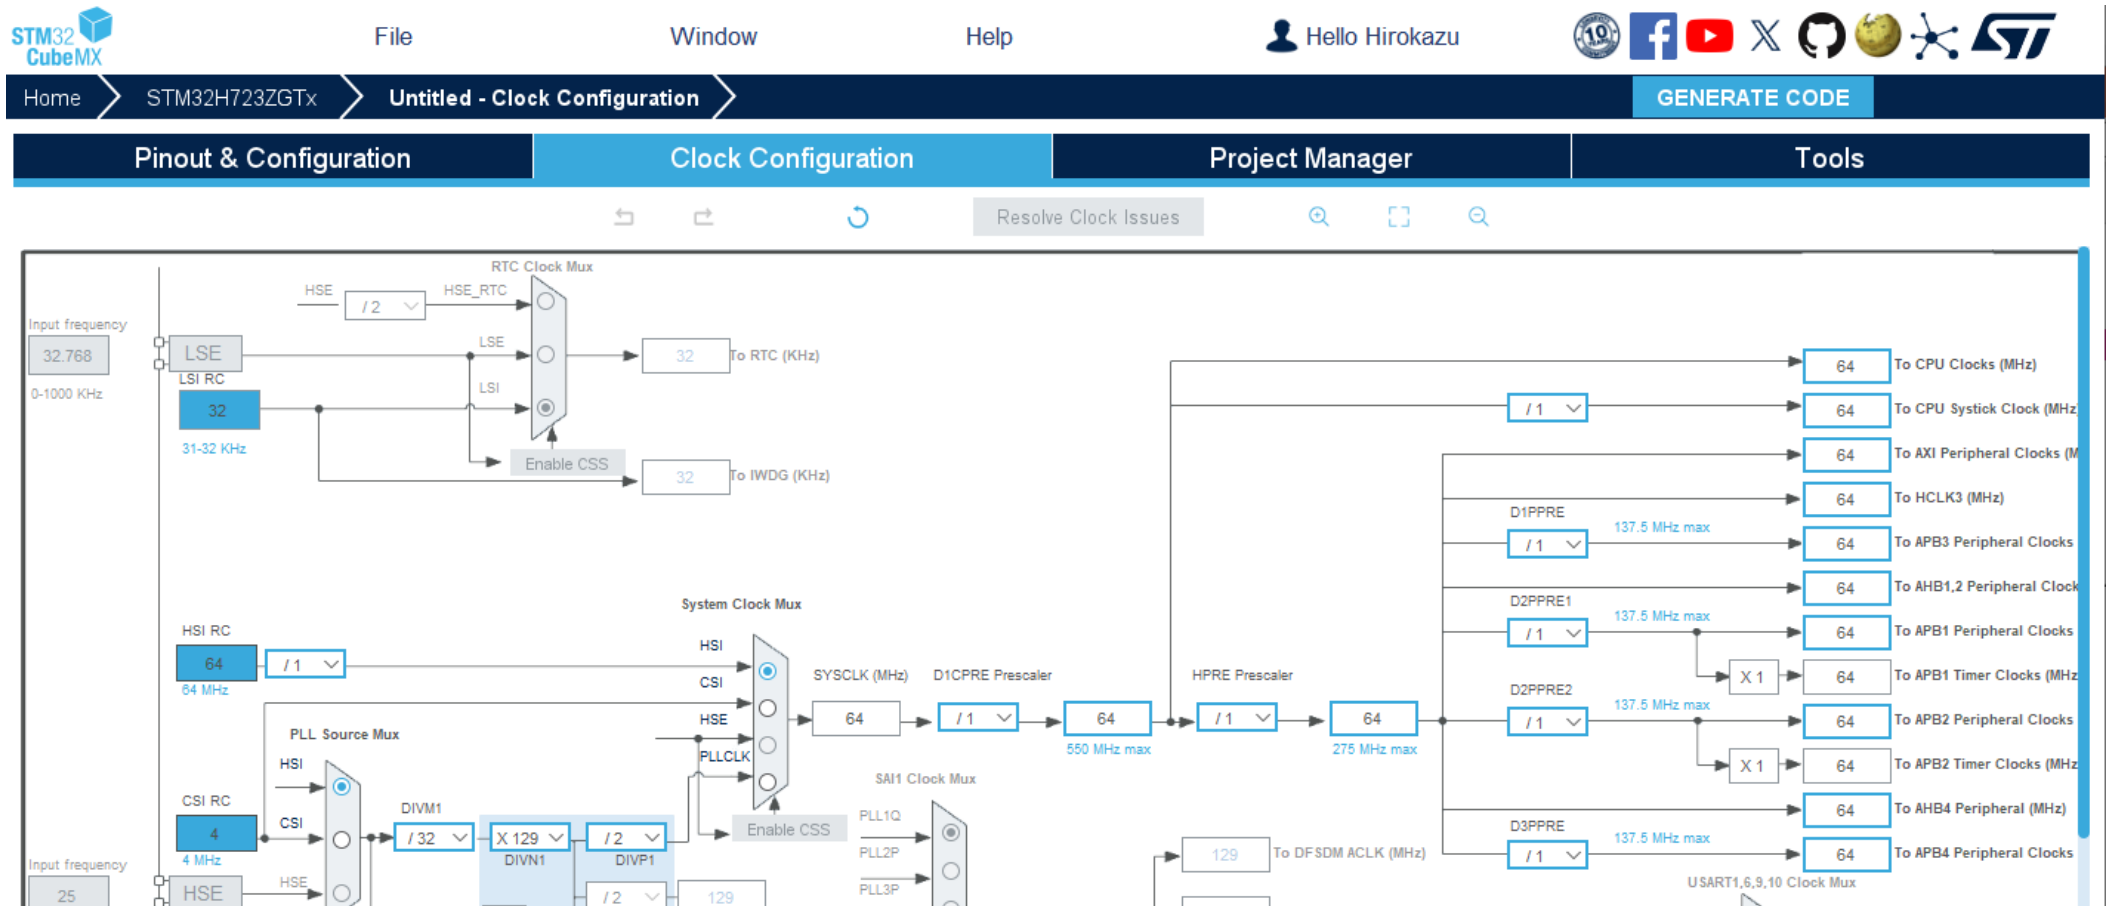 STM32
CubeMX
File
Window
Help
Hello Hirokazu
10
Home
STM32H723ZGTx
Untitled - Clock Configuration
GENERATE CODE
Pinout & Configuration
Clock Configuration
Project Manager
Tools
Resolve Clock Issues
RTC Clock Mux
HSE
/ 2
HSE_RTC
Input frequency
32.768
0-1000 KHz
LSE
LSE
32
To RTC (KHz)
LSI RC
32
31-32 KHz
LSI
Enable CSS
32
To IWDG (KHz)
64
To CPU Clocks (MHz)
/ 1
64
To CPU Systick Clock (MHz
64
To AXI Peripheral Clocks (M
64
To HCLK3 (MHz)
D1PPRE
/ 1
137.5 MHz max
64
To APB3 Peripheral Clocks
64
To AHB1,2 Peripheral Clock
D2PPRE1
/ 1
137.5 MHz max
64
To APB1 Peripheral Clocks
X 1
64
To APB1 Timer Clocks (MHz
D2PPRE2
/ 1
137.5 MHz max
64
To APB2 Peripheral Clocks
X 1
64
To APB2 Timer Clocks (MHz
64
To AHB4 Peripheral (MHz)
D3PPRE
/ 1
137.5 MHz max
64
To APB4 Peripheral Clocks
System Clock Mux
HSI RC
64
64 MHz
/ 1
HSI
CSI
HSE
PLLCLK
Enable CSS
SYSCLK (MHz)
64
D1CPRE Prescaler
/ 1
64
550 MHz max
HPRE Prescaler
/ 1
64
275 MHz max
PLL Source Mux
HSI
CSI RC
4
4 MHz
CSI
DIVM1
/ 32
X 129
DIVN1
/ 2
DIVP1
/ 2
129
Input frequency
25
HSE
HSE
SAI1 Clock Mux
PLL1Q
PLL2P
PLL3P
129
To DFSDM ACLK (MHz)
USART1,6,9,10 Clock Mux